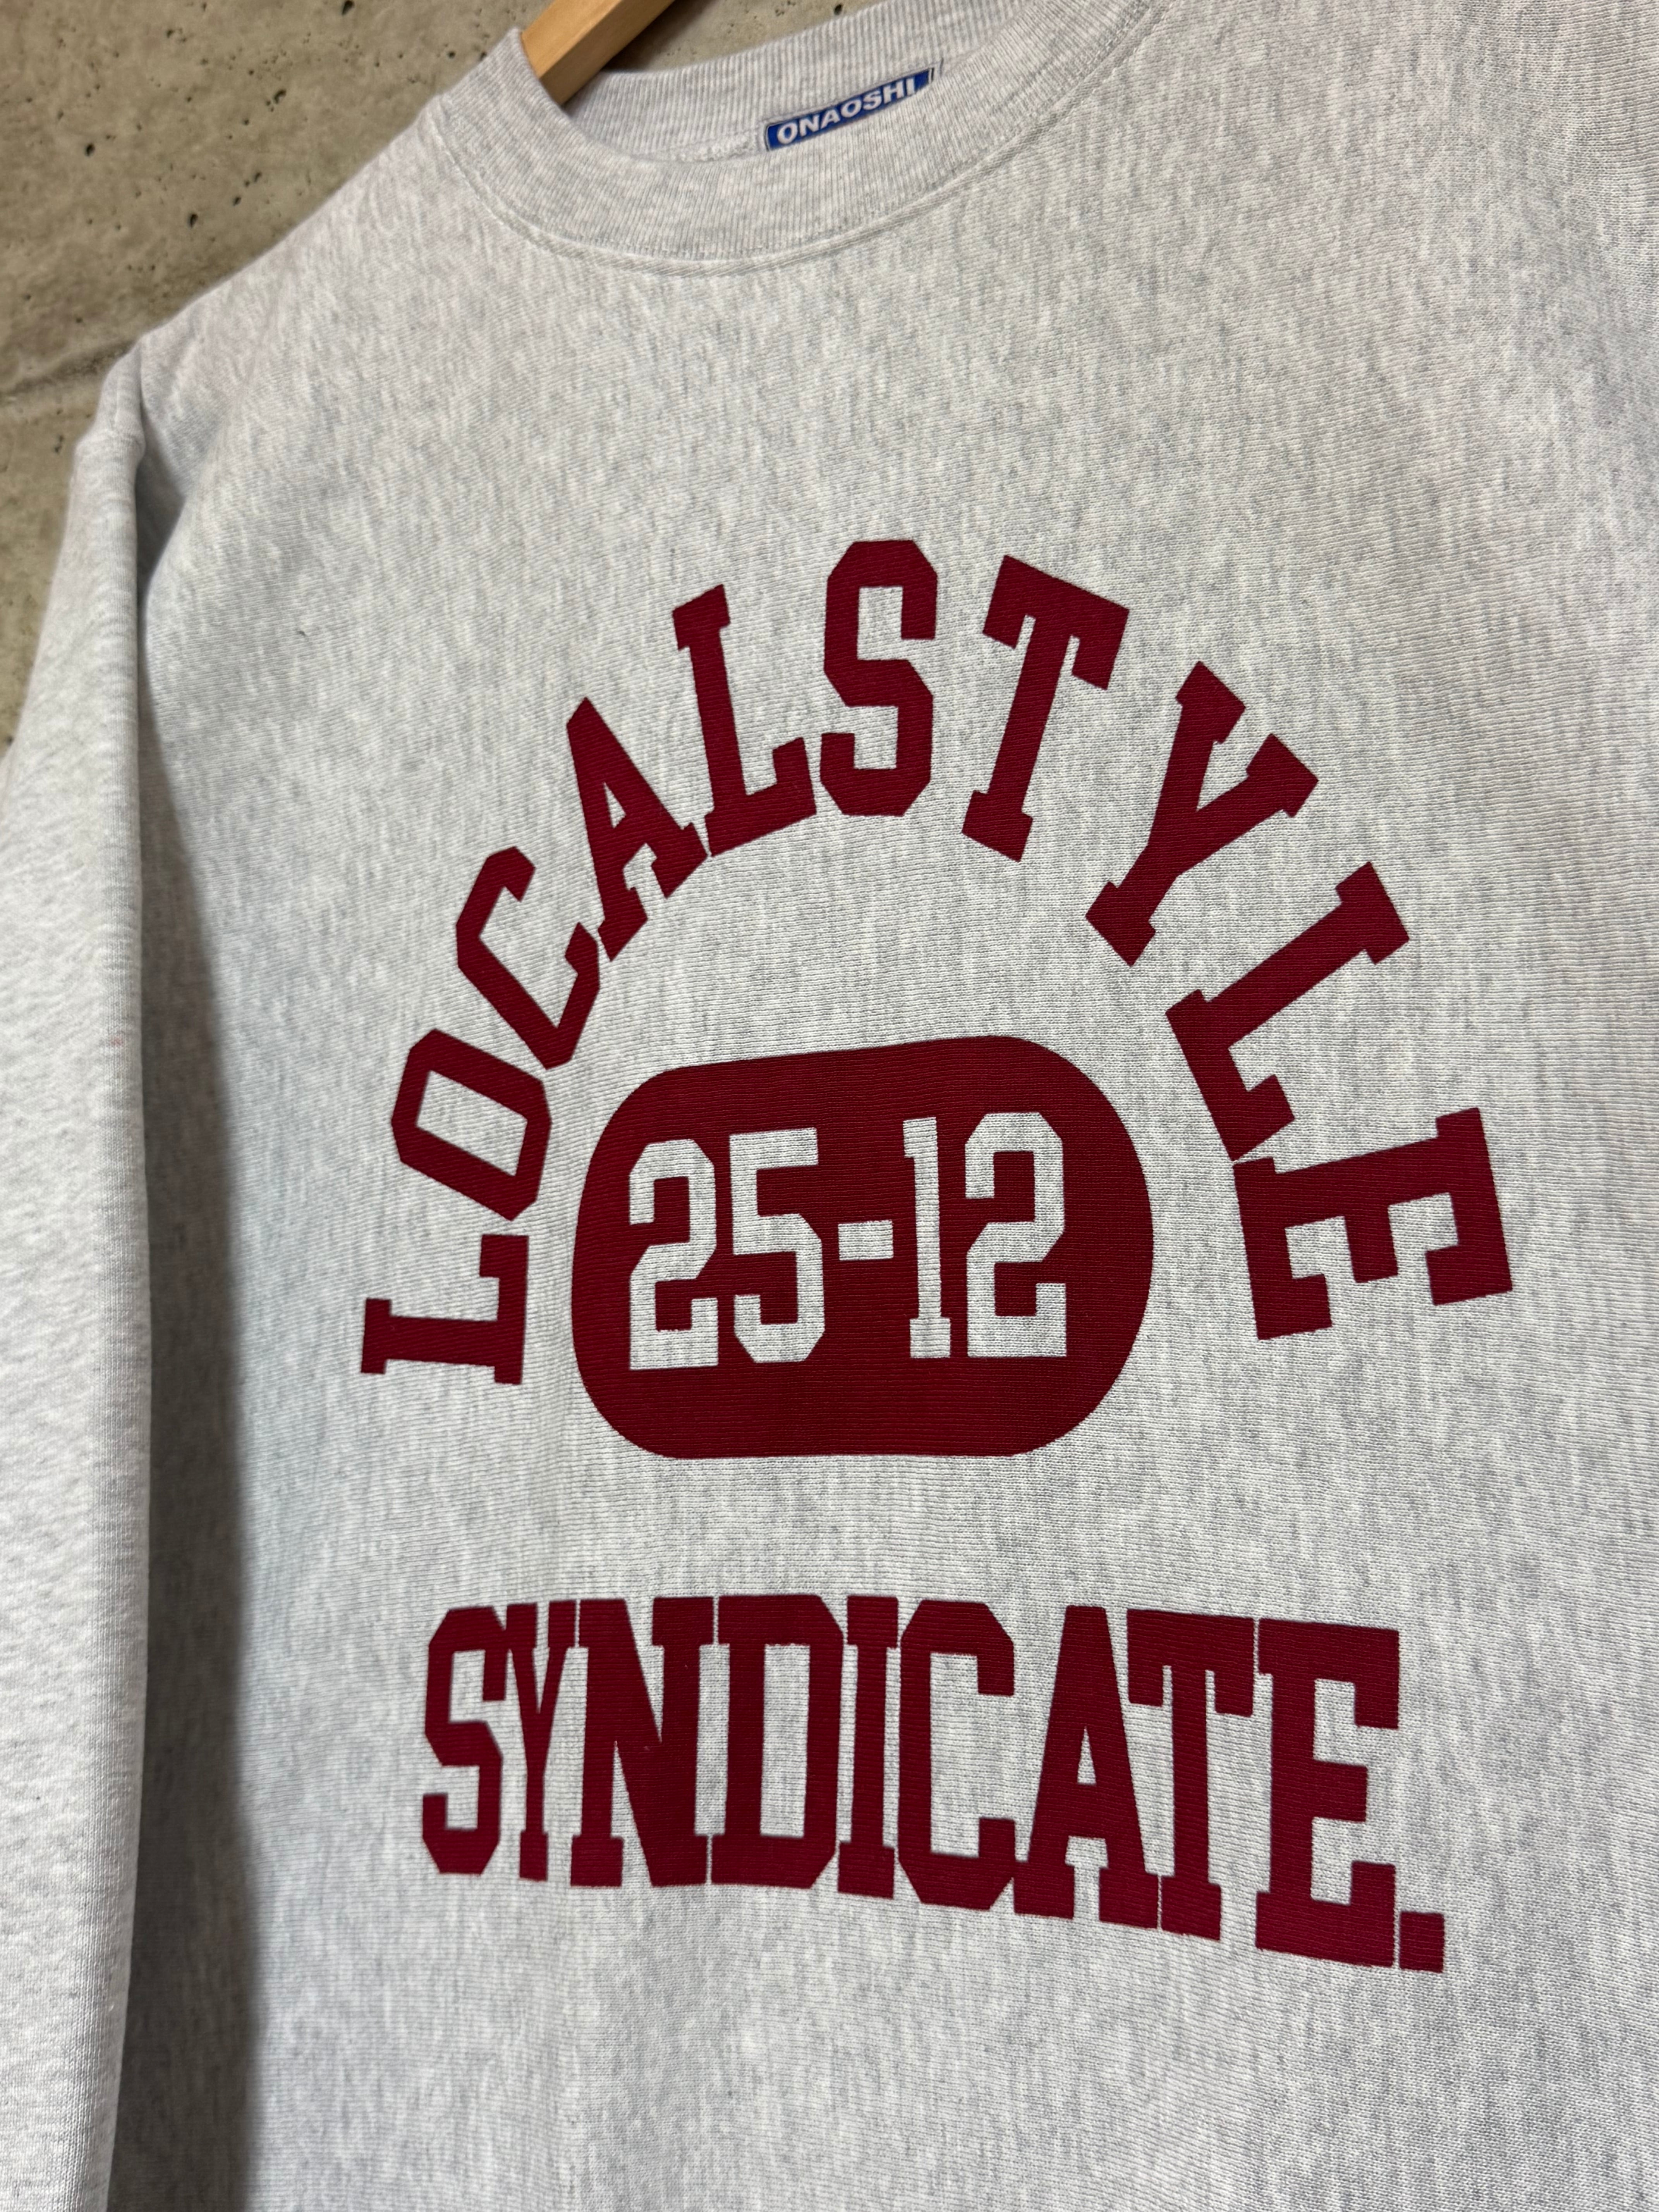 ONAOSHI
LOCALSTYLE
25-12
SYNDICATE.